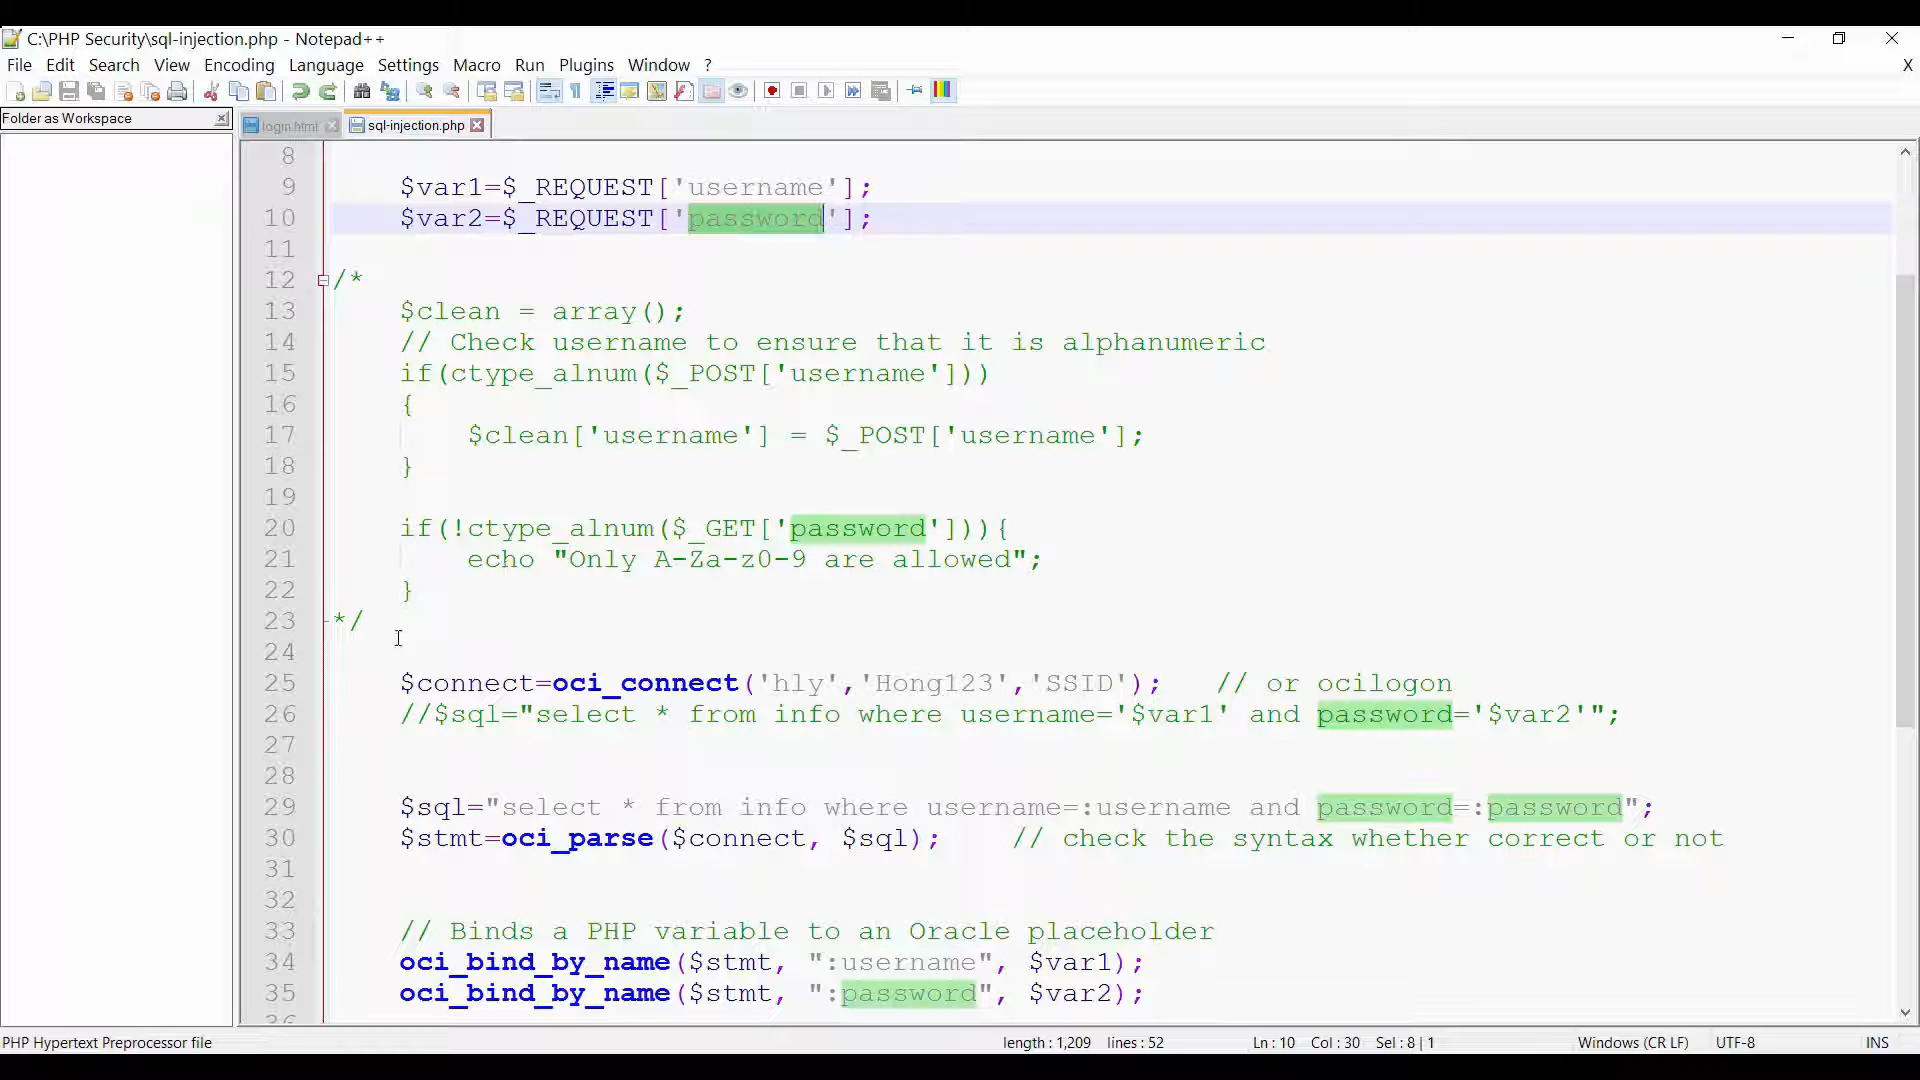 C:\PHP Security\sql-injection.php - Notepad++
File Edit Search View Encoding Language Settings Macro Run Plugins Window ?
X
Folder as Workspace
login.html
sql-injection.php
8
9 $var1=$_REQUEST['username'];
10 $var2=$_REQUEST['password'];
11
12 /*
13 $clean = array();
14 // Check username to ensure that it is alphanumeric
15 if(ctype_alnum($_POST['username']))
16 {
17 $clean['username'] = $_POST['username'];
18 }
19
20 if(!ctype_alnum($_GET['password'])){
21 echo "Only A-Za-z0-9 are allowed";
22 }
23 */
24
25 $connect=oci_connect('hly','Hong123','SSID'); // or ocilogon
26 //$sql="select * from info where username='$var1' and password='$var2'";
27
28
29 $sql="select * from info where username=:username and password=:password";
30 $stmt=oci_parse($connect, $sql); // check the syntax whether correct or not
31
32
33 // Binds a PHP variable to an Oracle placeholder
34 oci_bind_by_name($stmt, ":username", $var1);
35 oci_bind_by_name($stmt, ":password", $var2);
36
PHP Hypertext Preprocessor file length : 1,209 lines : 52 Ln : 10 Col : 30 Sel : 8 | 1 Windows (CR LF) UTF-8 INS